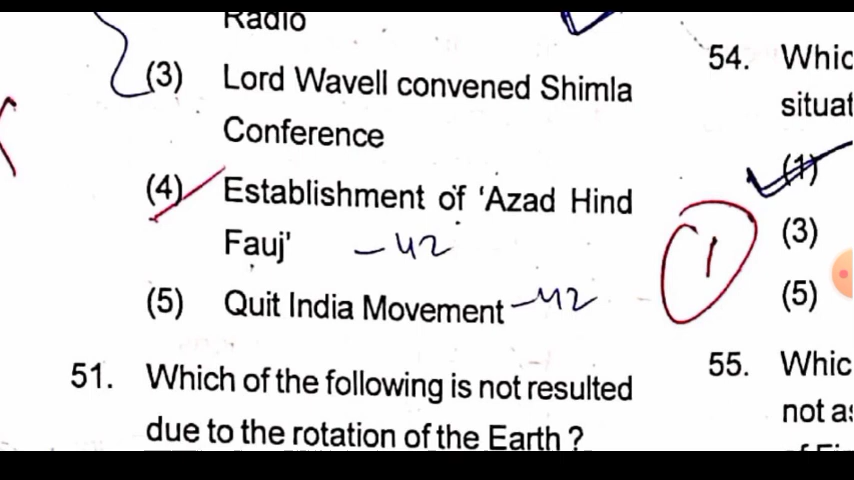 Radio
(3) Lord Wavell convened Shimla
Conference
(4) Establishment of 'Azad Hind
Fauj' - 42
(5) Quit India Movement - 42
51. Which of the following is not resulted
due to the rotation of the Earth ?
54. Whic
situat
(1)
1
(3)
(5)
55. Whic
not as